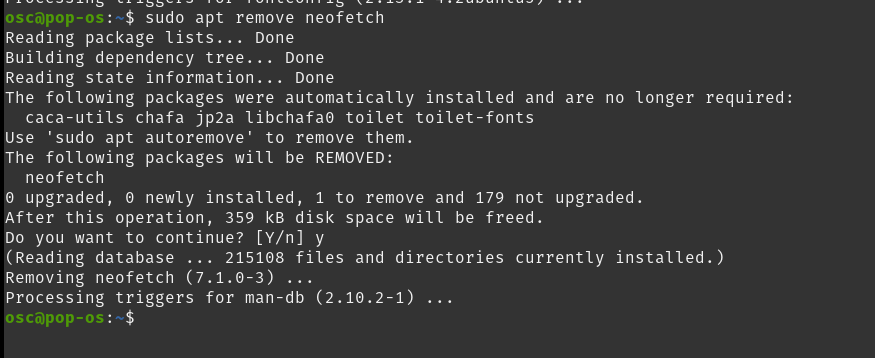 Processing triggers for fontconfig (2.13.1-4.2ubuntu5) ...
osc@pop-os:~$ sudo apt remove neofetch
Reading package lists... Done
Building dependency tree... Done
Reading state information... Done
The following packages were automatically installed and are no longer required:
  caca-utils chafa jp2a libchafa0 toilet toilet-fonts
Use 'sudo apt autoremove' to remove them.
The following packages will be REMOVED:
  neofetch
0 upgraded, 0 newly installed, 1 to remove and 179 not upgraded.
After this operation, 359 kB disk space will be freed.
Do you want to continue? [Y/n] y
(Reading database ... 215108 files and directories currently installed.)
Removing neofetch (7.1.0-3) ...
Processing triggers for man-db (2.10.2-1) ...
osc@pop-os:~$